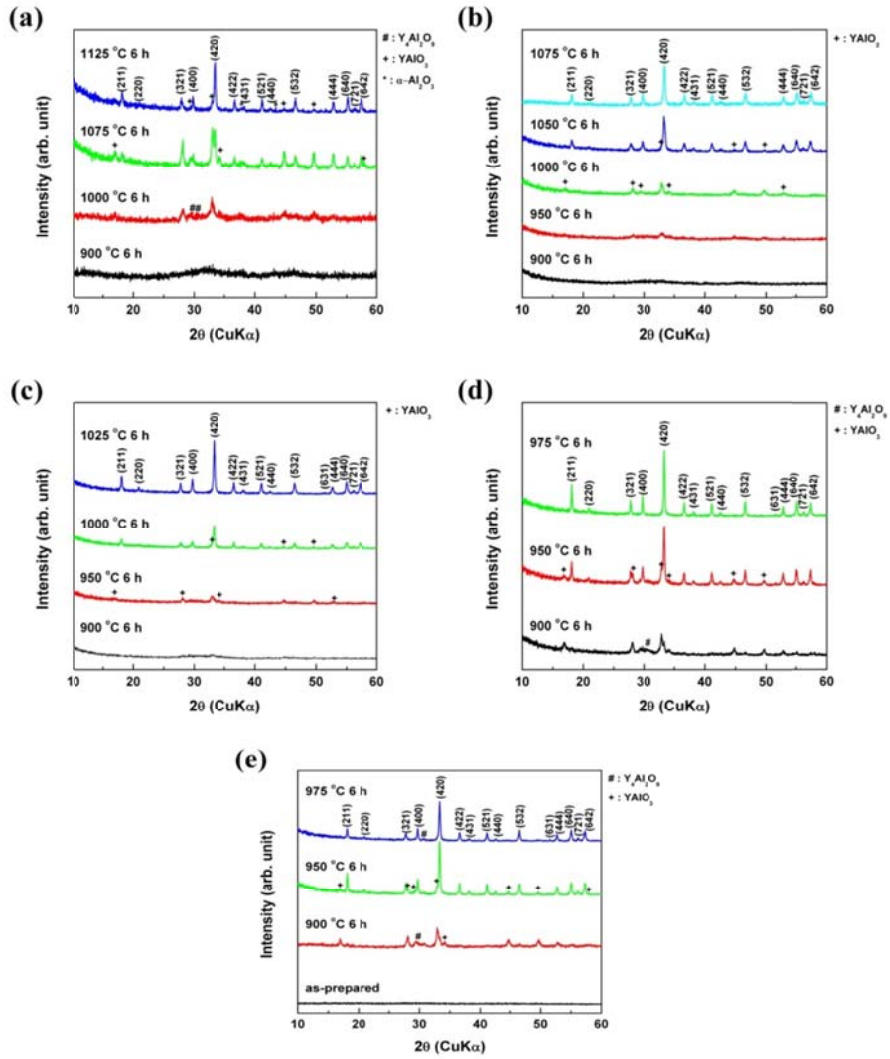 (a)
1125 °C 6 h
# : Y4Al2O9
+ : YAlO3
* : α-Al2O3
(211) (220) (321) (400) (420) (422) (431) (521) (440) (532) (444) (640) (721) (642)
1075 °C 6 h
+ + +
1000 °C 6 h
##
900 °C 6 h
Intensity (arb. unit)
10 20 30 40 50 60
2θ (CuKα)
(b)
1075 °C 6 h
+ : YAlO3
(211) (220) (321) (400) (420) (422) (431) (521) (440) (532) (444) (640) (721) (642)
1050 °C 6 h
+ + +
1000 °C 6 h
+ + + + +
950 °C 6 h
900 °C 6 h
Intensity (arb. unit)
10 20 30 40 50 60
2θ (CuKα)
(c)
1025 °C 6 h
+ : YAlO3
(211) (220) (321) (400) (420) (422) (431) (521) (440) (532) (631) (444) (640) (721) (642)
1000 °C 6 h
+ + +
950 °C 6 h
+ + + +
900 °C 6 h
Intensity (arb. unit)
10 20 30 40 50 60
2θ (CuKα)
(d)
975 °C 6 h
# : Y4Al2O9
+ : YAlO3
(211) (220) (321) (400) (420) (422) (431) (521) (440) (532) (631) (444) (640) (721) (642)
950 °C 6 h
+ + + + + +
900 °C 6 h
#
Intensity (arb. unit)
10 20 30 40 50 60
2θ (CuKα)
(e)
975 °C 6 h
# : Y4Al2O9
+ : YAlO3
(211) (220) (321) (400) # (420) (422) (431) (521) (440) (532) (631) (444) (640) (721) (642)
950 °C 6 h
+ + + + + + +
900 °C 6 h
# +
as-prepared
Intensity (arb. unit)
10 20 30 40 50 60
2θ (CuKα)